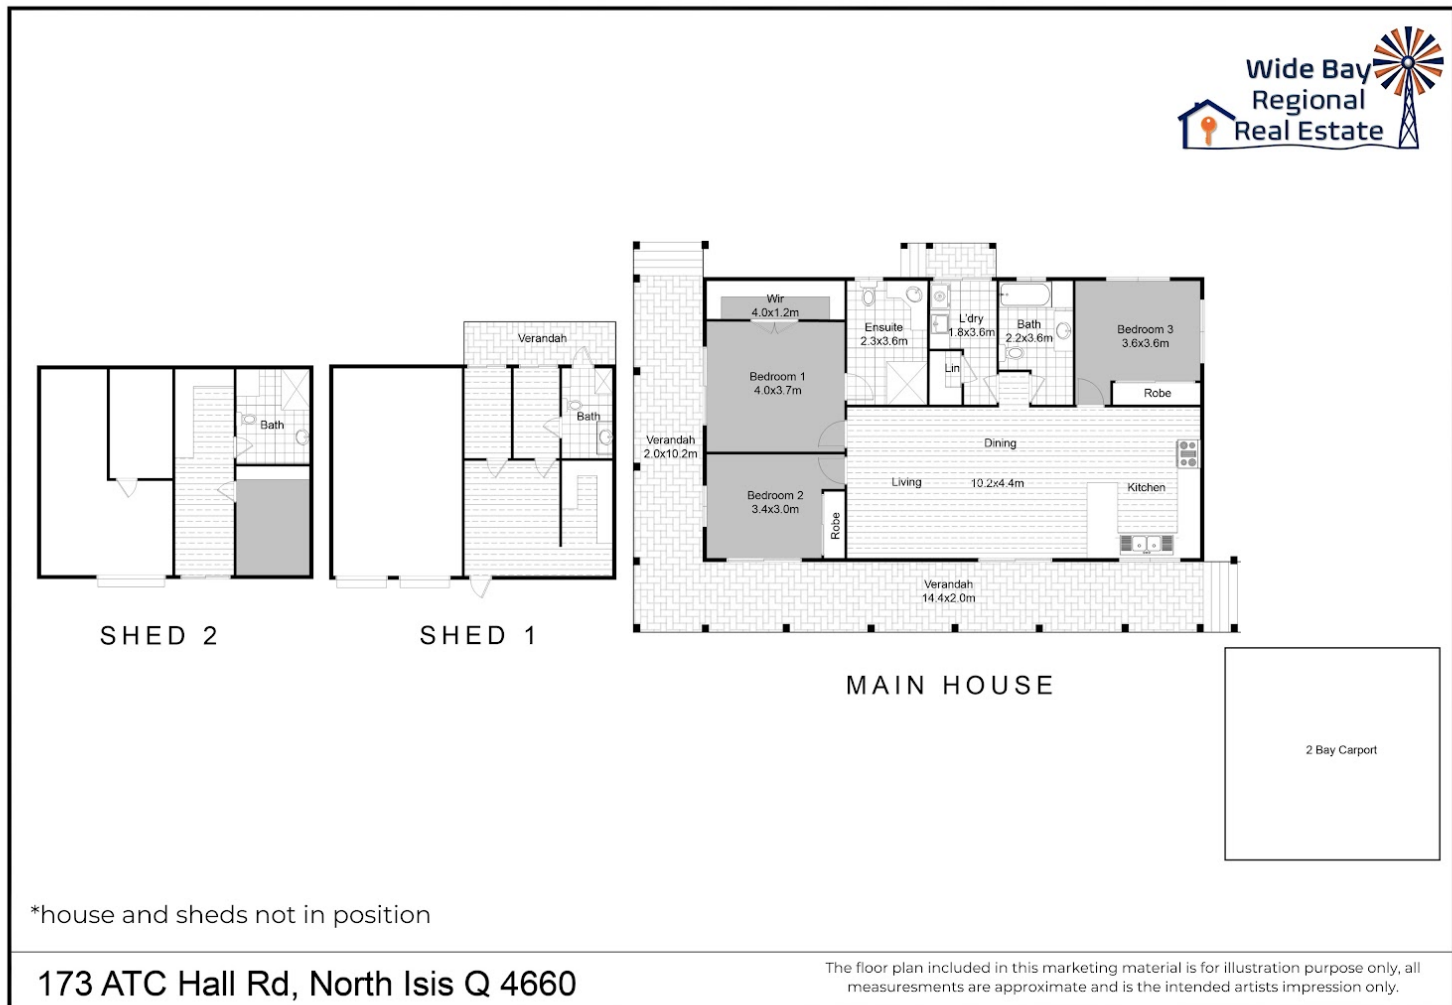 Wide Bay
Regional
Real Estate
Wir
4.0x1.2m
Ensuite
2.3x3.6m
L'dry
1.8x3.6m
Bath
2.2x3.6m
Bedroom 3
3.6x3.6m
Verandah
Lin
Bedroom 1
4.0x3.7m
Robe
Bath
Bath
Verandah
2.0x10.2m
Dining
Living
10.2x4.4m
Kitchen
Bedroom 2
3.4x3.0m
Robe
Verandah
14.4x2.0m
SHED 2
SHED 1
MAIN HOUSE
2 Bay Carport
*house and sheds not in position
173 ATC Hall Rd, North Isis Q 4660
The floor plan included in this marketing material is for illustration purpose only, all
measuresments are approximate and is the intended artists impression only.